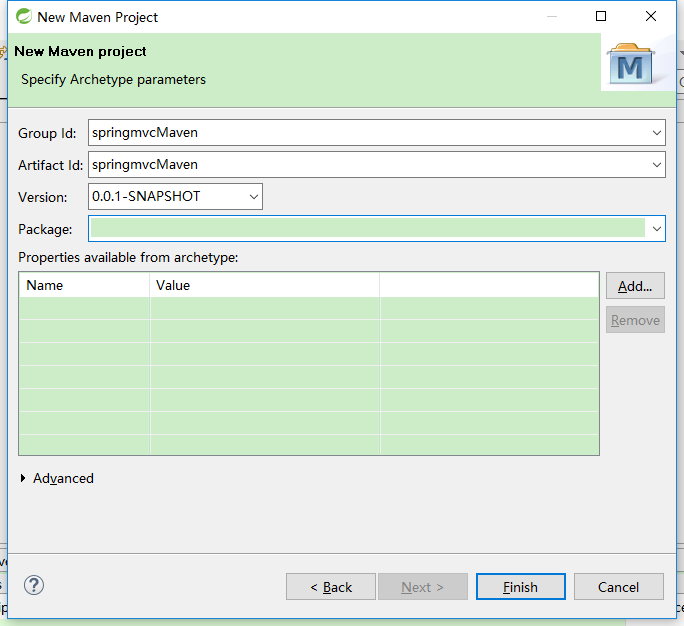 New Maven Project
New Maven project
Specify Archetype parameters
M
Group Id: springmvcMaven
Artifact Id: springmvcMaven
Version: 0.0.1-SNAPSHOT
Package:
Properties available from archetype:
Name Value
Add...
Remove
Advanced
? < Back Next > Finish Cancel